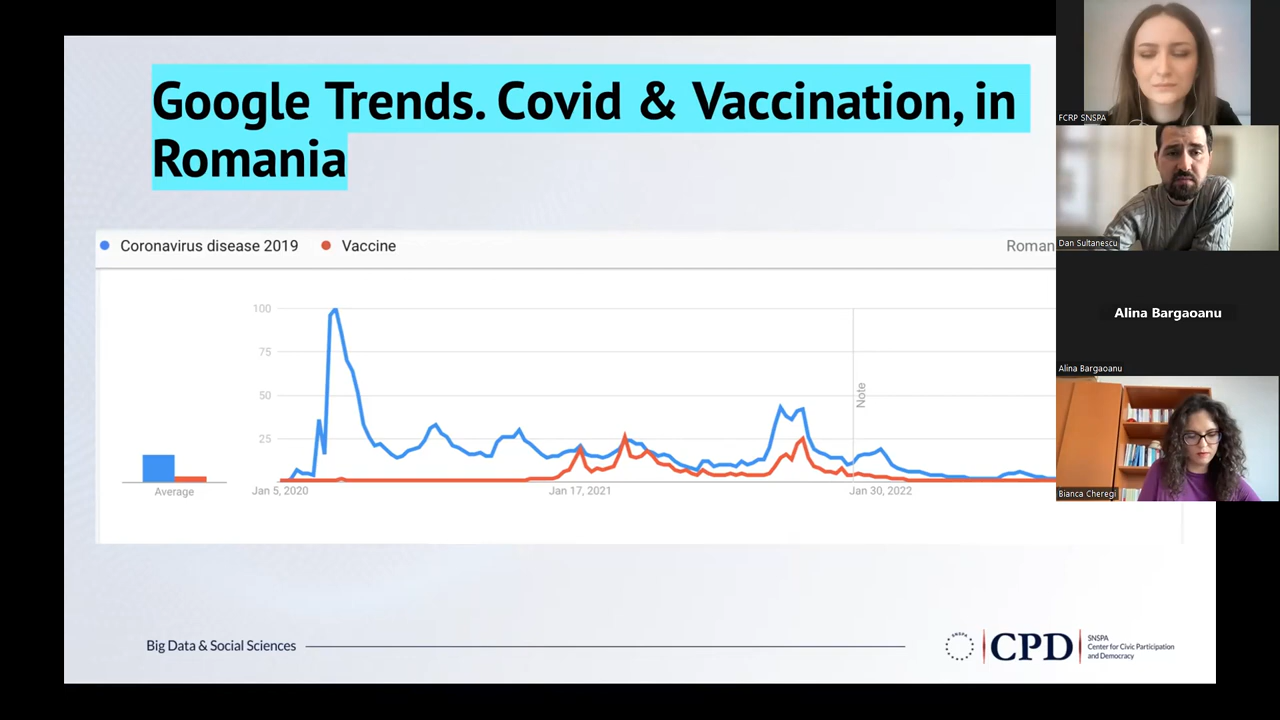 Google Trends. Covid & Vaccination, in
Romania
Coronavirus disease 2019
Vaccine
Roman
100
75
50
25
Note
Average
Jan 5, 2020
Jan 17, 2021
Jan 30, 2022
Big Data & Social Sciences
SNSPA
CPD
SNSPA
Center for Civic Participation
and Democracy
FCRP SNSPA
Dan Sultanescu
Alina Bargaoanu
Alina Bargaoanu
Bianca Cheregi